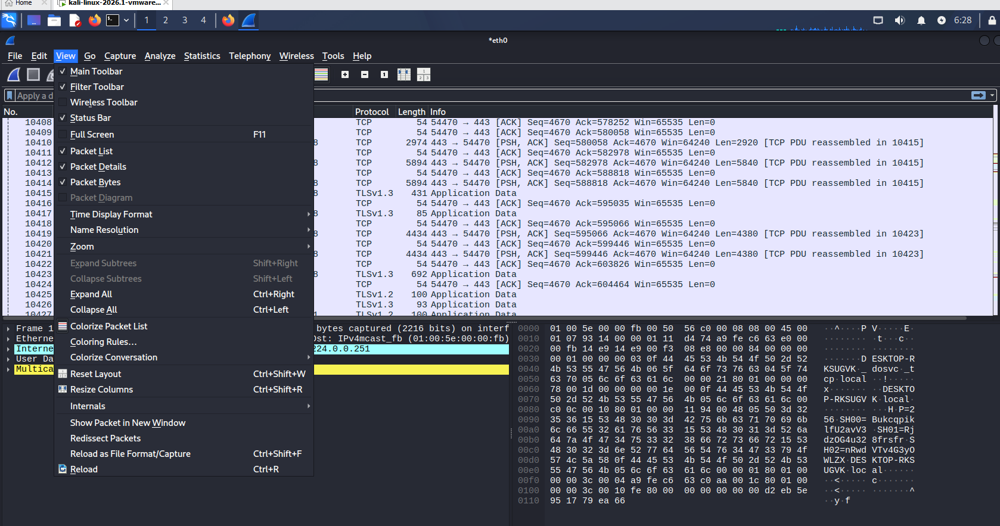 Home
kali-linux-2026.1-vmware...
1 2 3 4
6:28
*eth0
File Edit View Go Capture Analyze Statistics Telephony Wireless Tools Help
Main Toolbar
Filter Toolbar
Wireless Toolbar
Status Bar
Full Screen F11
Packet List
Packet Details
Packet Bytes
Packet Diagram
Time Display Format
Name Resolution
Zoom
Expand Subtrees Shift+Right
Collapse Subtrees Shift+Left
Expand All Ctrl+Right
Collapse All Ctrl+Left
Colorize Packet List
Coloring Rules…
Colorize Conversation
Reset Layout Ctrl+Shift+W
Resize Columns Ctrl+Shift+R
Internals
Show Packet in New Window
Redissect Packets
Reload as File Format/Capture Ctrl+Shift+F
Reload Ctrl+R
Apply a d
No. Protocol Length Info
10408 TCP 54 54470 → 443 [ACK] Seq=4670 Ack=578252 Win=65535 Len=0
10409 TCP 54 54470 → 443 [ACK] Seq=4670 Ack=580058 Win=65535 Len=0
10410 8 TCP 2974 443 → 54470 [PSH, ACK] Seq=580058 Ack=4670 Win=64240 Len=2920 [TCP PDU reassembled in 10415]
10411 TCP 54 54470 → 443 [ACK] Seq=4670 Ack=582978 Win=65535 Len=0
10412 8 TCP 5894 443 → 54470 [PSH, ACK] Seq=582978 Ack=4670 Win=64240 Len=5840 [TCP PDU reassembled in 10415]
10413 TCP 54 54470 → 443 [ACK] Seq=4670 Ack=588818 Win=65535 Len=0
10414 8 TCP 5894 443 → 54470 [PSH, ACK] Seq=588818 Ack=4670 Win=64240 Len=5840 [TCP PDU reassembled in 10415]
10415 8 TLSv1.3 431 Application Data
10416 TCP 54 54470 → 443 [ACK] Seq=4670 Ack=595035 Win=65535 Len=0
10417 8 TLSv1.3 85 Application Data
10418 TCP 54 54470 → 443 [ACK] Seq=4670 Ack=595066 Win=65535 Len=0
10419 8 TCP 4434 443 → 54470 [PSH, ACK] Seq=595066 Ack=4670 Win=64240 Len=4380 [TCP PDU reassembled in 10423]
10420 TCP 54 54470 → 443 [ACK] Seq=4670 Ack=599446 Win=65535 Len=0
10421 8 TCP 4434 443 → 54470 [PSH, ACK] Seq=599446 Ack=4670 Win=64240 Len=4380 [TCP PDU reassembled in 10423]
10422 TCP 54 54470 → 443 [ACK] Seq=4670 Ack=603826 Win=65535 Len=0
10423 8 TLSv1.3 692 Application Data
10424 TCP 54 54470 → 443 [ACK] Seq=4670 Ack=604464 Win=65535 Len=0
10425 TLSv1.2 100 Application Data
10426 TLSv1.3 93 Application Data
10427 1 TLSv1.2 100 Application Data
Frame 1 bytes captured (2216 bits) on interf
Etherne Dst: IPv4mcast_fb (01:00:5e:00:00:fb)
Interne 224.0.0.251
User Da
Multica
0000 01 00 5e 00 00 fb 00 50 56 c0 00 08 08 00 45 00 ··^····P V·····E·
0010 01 07 93 14 00 00 01 11 d4 74 a9 fe c6 63 e0 00 ········ ·t···c··
0020 00 fb 14 e9 14 e9 00 f3 08 e8 00 00 84 00 00 00 ········ ········
0030 00 01 00 00 00 03 0f 44 45 53 4b 54 4f 50 2d 52 ·······D ESKTOP-R
0040 4b 53 55 47 56 4b 06 5f 64 6f 73 76 63 04 5f 74 KSUGVK·_ dosvc·_t
0050 63 70 05 6c 6f 63 61 6c 00 00 21 80 01 00 00 00 cp·local ··!·····
0060 78 00 1d 00 00 00 00 1e 00 0f 44 45 53 4b 54 4f x······· ··DESKTO
0070 50 2d 52 4b 53 55 47 56 4b 05 6c 6f 63 61 6c 00 P-RKSUGV K·local·
0080 c0 0c 00 10 80 01 00 00 11 94 00 48 05 50 3d 32 ········ ···H·P=2
0090 35 36 15 53 48 30 30 3d 42 75 6b 63 71 70 69 6b 56·SH00= Bukcqpik
00a0 6c 66 55 32 61 76 56 33 15 53 48 30 31 3d 52 6a lfU2avV3 ·SH01=Rj
00b0 64 7a 4f 47 34 75 33 32 38 66 72 73 66 72 15 53 dzOG4u32 8frsfr·S
00c0 48 30 32 3d 6e 52 77 64 56 54 76 34 47 33 79 4f H02=nRwd VTv4G3yO
00d0 57 4c 5a 58 0f 44 45 53 4b 54 4f 50 2d 52 4b 53 WLZX·DES KTOP-RKS
00e0 55 47 56 4b 05 6c 6f 63 61 6c 00 00 01 80 01 00 UGVK·loc al······
00f0 00 00 3c 00 04 a9 fe c6 63 c0 aa 00 1c 80 01 00 ··<····· c·······
0100 00 00 3c 00 10 fe 80 00 00 00 00 00 00 d2 eb 5e ··<····· ·······^
0110 95 17 79 ea 66 ··y·f